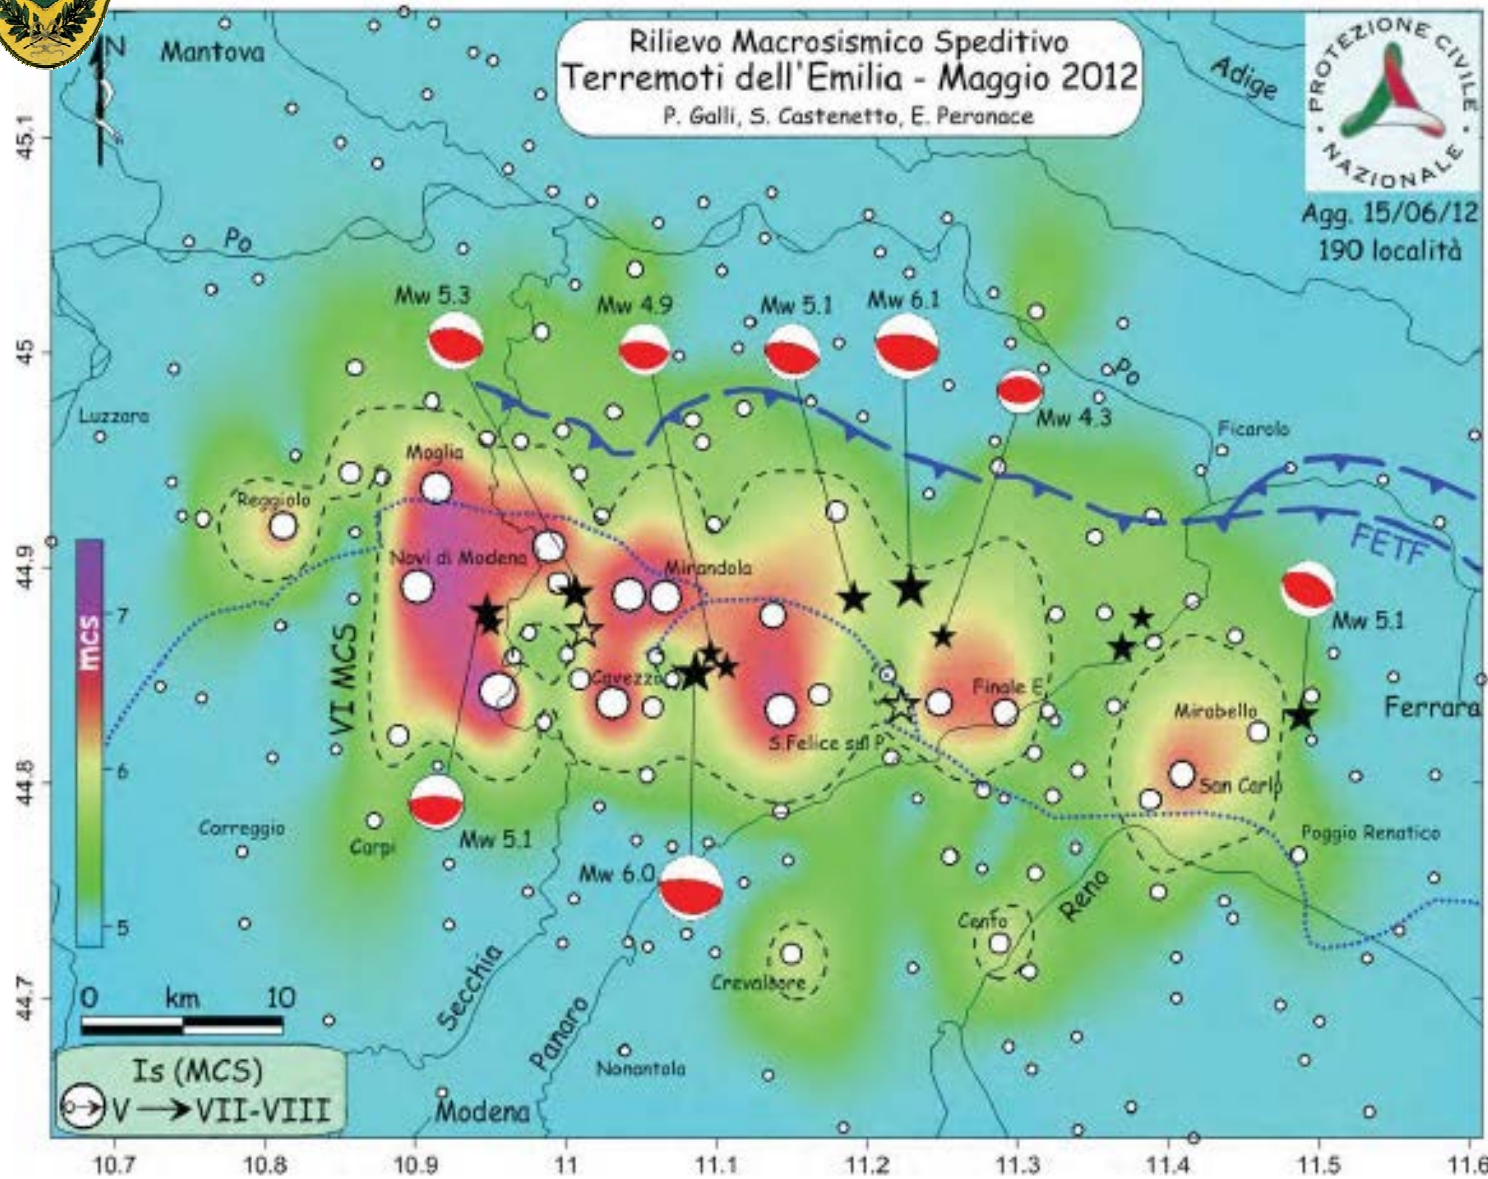 Rilievo Macrosismico Speditivo
Terremoti dell'Emilia - Maggio 2012
P. Galli, S. Castenetto, E. Peronace
PROTEZIONE CIVILE
NAZIONALE
Agg. 15/06/12
190 località
N
Mantova
Adige
Po
Mw 5.3
Mw 4.9
Mw 5.1
Mw 6.1
Po
Mw 4.3
Luzzara
Ficarolo
Moglia
Reggiolo
FETF
Novi di Modena
Mirandola
Mw 5.1
VI MCS
Cavezzo
Finale E.
Mirabello
Ferrara
S.Felice sul P.
San Carlo
Correggio
Carpi
Mw 5.1
Poggio Renatico
Mw 6.0
Reno
Cento
Crevalcore
Secchia
Panaro
Nonantola
Modena
mcs
7
6
5
0 km 10
Is (MCS)
V VII-VIII
45.1
45
44.9
44.8
44.7
10.7 10.8 10.9 11 11.1 11.2 11.3 11.4 11.5 11.6